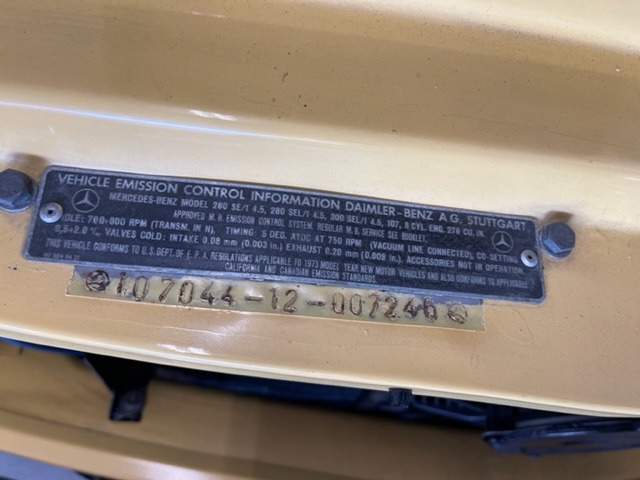 VEHICLE EMISSION CONTROL INFORMATION DAIMLER-BENZ A.G. STUTTGART
MERCEDES-BENZ MODEL 280 SE/1 4.5, 280 SEL/1 4.5, 300 SEL/1 4.5, 107, 8 CYL. ENG. 276 CU. IN.
APPROVED M.B. EMISSION CONTROL SYSTEM. REGULAR M.B. SERVICE SEE BOOKLET.
IDLE: 700-800 RPM (TRANSM. IN N). TIMING: 5 DEG. ATDC AT 750 RPM (VACUUM LINE CONNECTED), CO-SETTING
0,5÷2.0 % VALVES COLD: INTAKE 0.08 mm (0.003 in.) EXHAUST 0.20 mm (0.008 in.) ACCESSORIES NOT IN OPERATION
THIS VEHICLE CONFORMS TO U.S. DEPT. OF E.P.A. REGULATIONS APPLICABLE TO 1973 MODEL YEAR NEW MOTOR VEHICLES AND ALSO CONFORMS TO APPLICABLE
CALIFORNIA AND CANADIAN EMISSION STANDARDS.
107044-12-007246